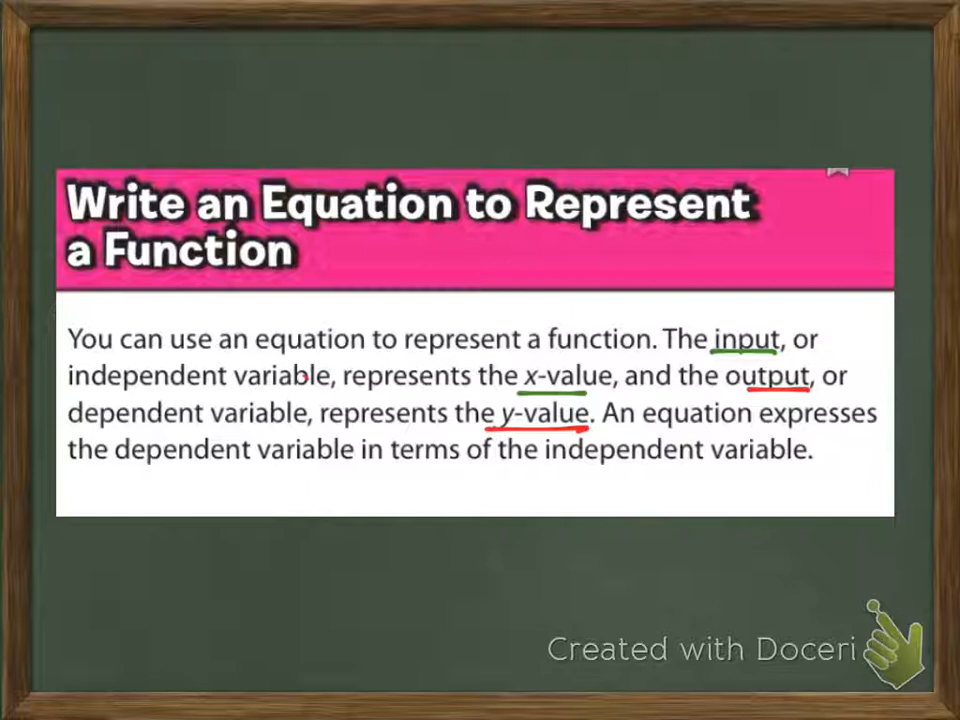 Write an Equation to Represent
a Function
You can use an equation to represent a function. The input, or
independent variable, represents the x-value, and the output, or
dependent variable, represents the y-value. An equation expresses
the dependent variable in terms of the independent variable.
Created with Doceri